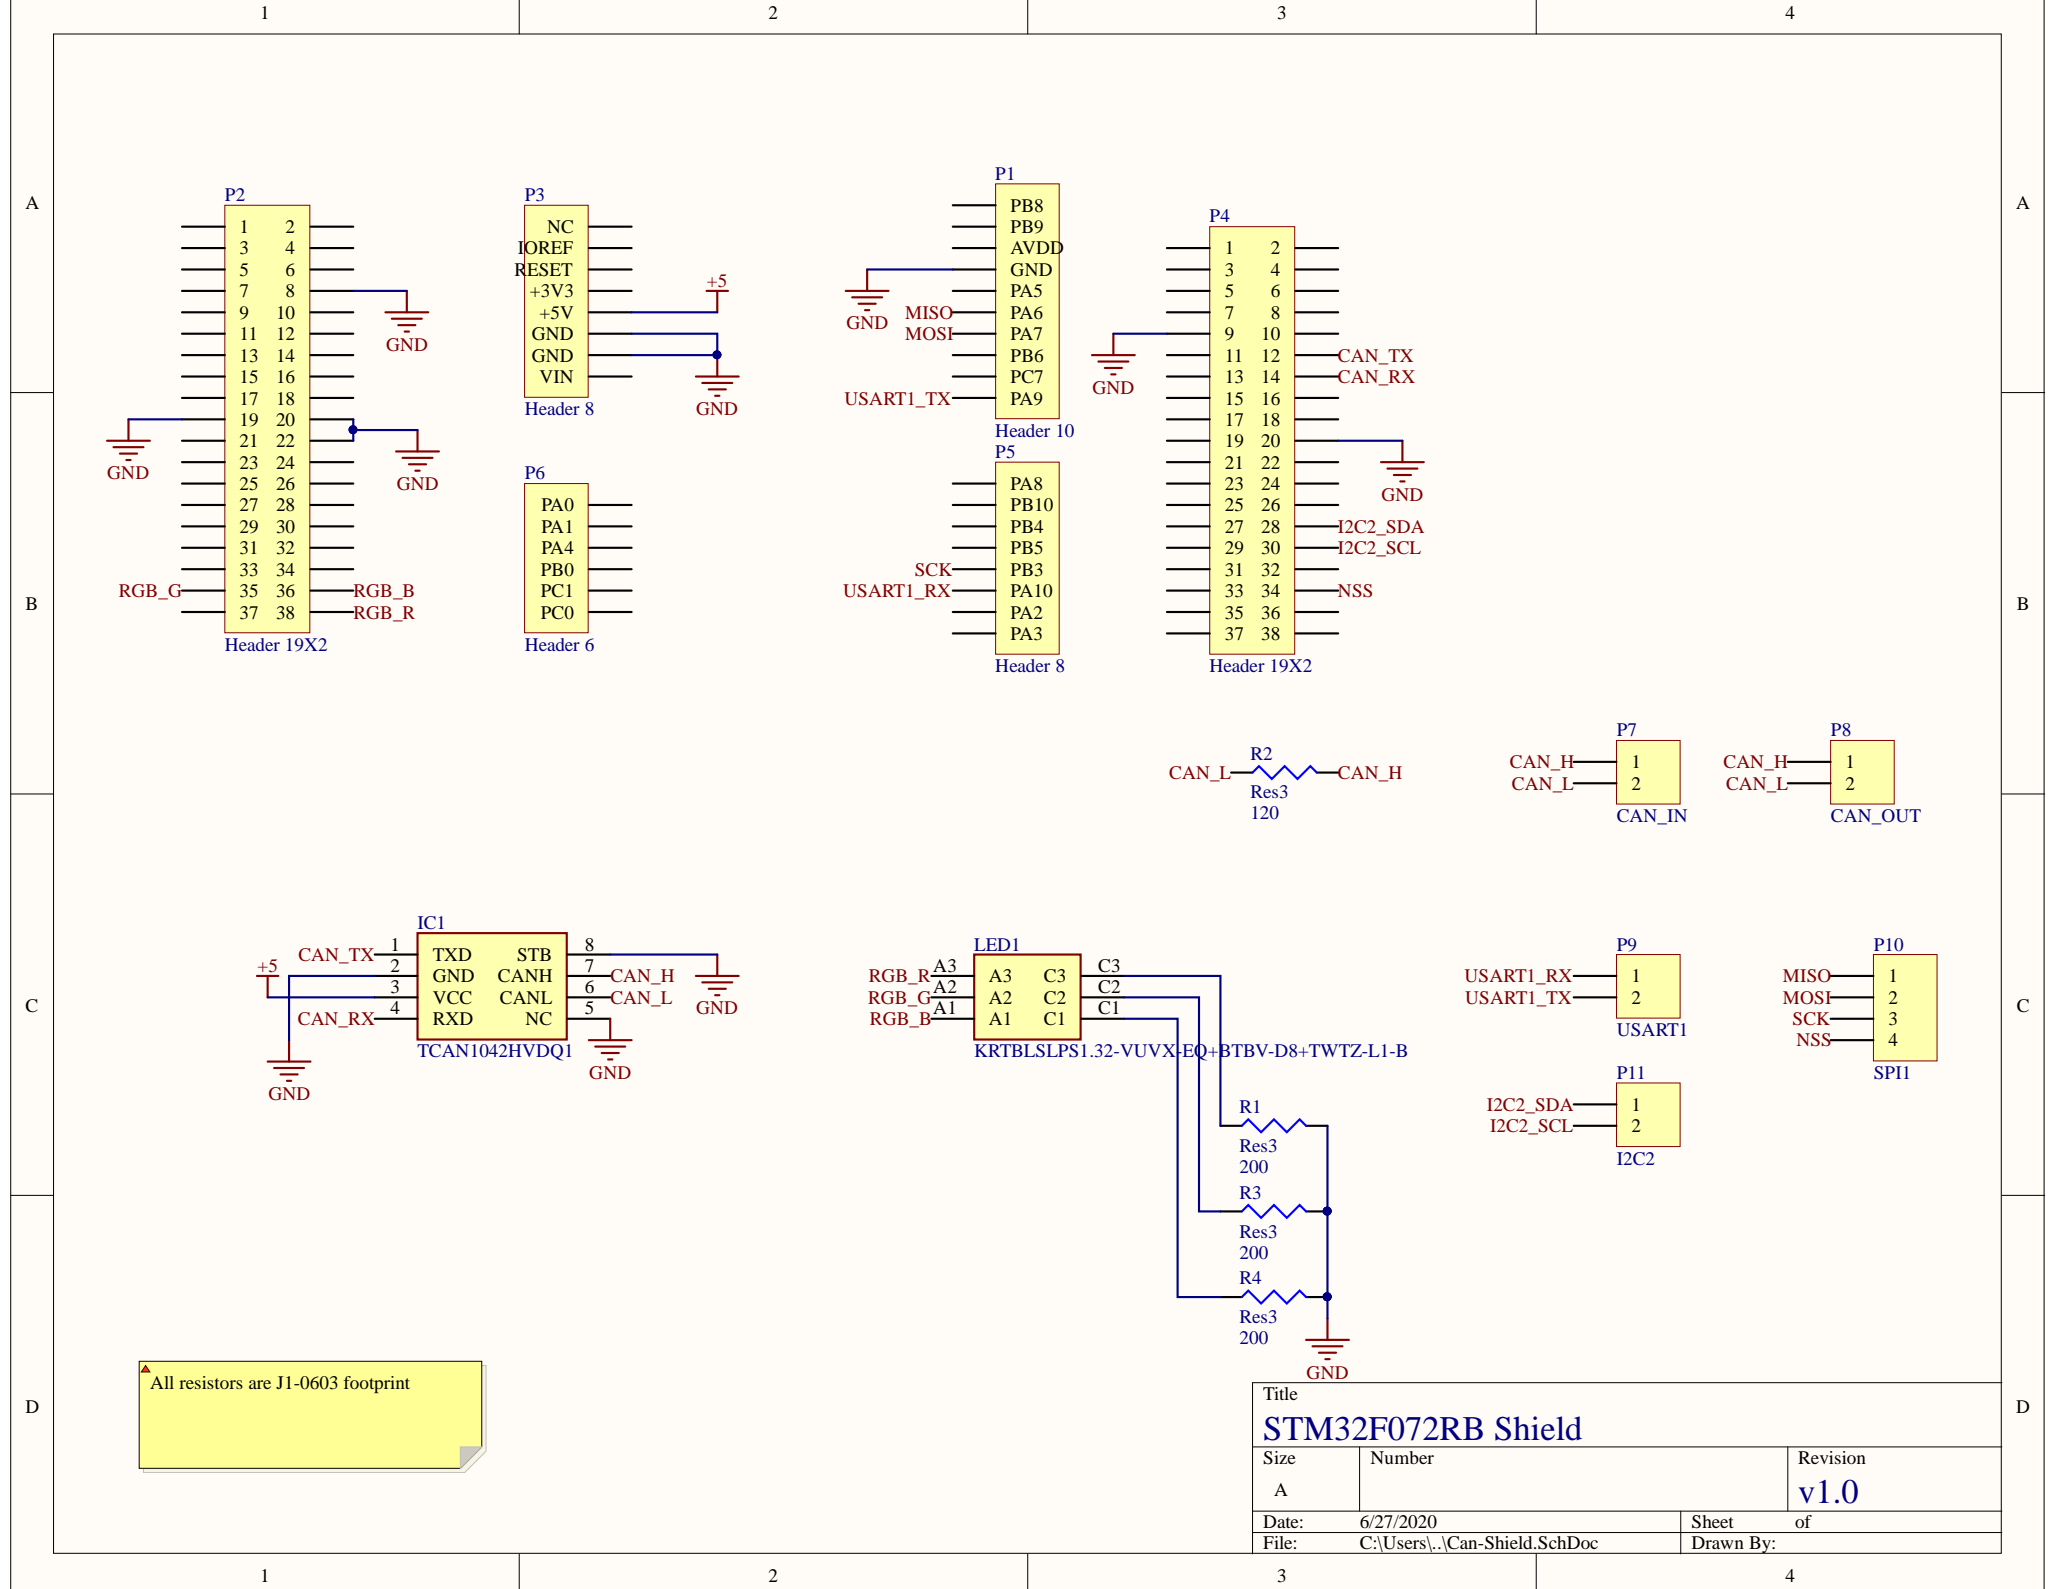 1 2 3 4
A A
B B
C C
D D
P2
1 2
3 4
5 6
7 8
9 10
11 12
13 14
15 16
17 18
19 20
21 22
23 24
25 26
27 28
29 30
31 32
33 34
RGB_G 35 36 RGB_B
37 38 RGB_R
Header 19X2
GND
GND
GND
P3
NC
IOREF
RESET
+3V3
+5V
GND
GND
VIN
Header 8
+5
GND
P6
PA0
PA1
PA4
PB0
PC1
PC0
Header 6
P1
PB8
PB9
AVDD
GND
PA5
MISO PA6
MOSI PA7
PB6
PC7
USART1_TX PA9
Header 10
GND
P5
PA8
PB10
PB4
PB5
SCK PB3
USART1_RX PA10
PA2
PA3
Header 8
P4
1 2
3 4
5 6
7 8
9 10
11 12 CAN_TX
13 14 CAN_RX
15 16
17 18
19 20
21 22
23 24
25 26
27 28 I2C2_SDA
29 30 I2C2_SCL
31 32
33 34 NSS
35 36
37 38
Header 19X2
GND
GND
R2
CAN_L CAN_H
Res3
120
P7
CAN_H 1
CAN_L 2
CAN_IN
P8
CAN_H 1
CAN_L 2
CAN_OUT
IC1
CAN_TX 1 TXD STB 8
2 GND CANH 7 CAN_H
+5 3 VCC CANL 6 CAN_L
CAN_RX 4 RXD NC 5
TCAN1042HVDQ1
GND
GND
GND
LED1
RGB_R A3 A3 C3 C3
RGB_G A2 A2 C2 C2
RGB_B A1 A1 C1 C1
KRTBLSLPS1.32-VUVX-EQ+BTBV-D8+TWTZ-L1-B
R1
Res3
200
R3
Res3
200
R4
Res3
200
GND
P9
USART1_RX 1
USART1_TX 2
USART1
P10
MISO 1
MOSI 2
SCK 3
NSS 4
SPI1
P11
I2C2_SDA 1
I2C2_SCL 2
I2C2
All resistors are J1-0603 footprint
Title
STM32F072RB Shield
Size Number Revision
A v1.0
Date: 6/27/2020 Sheet of
File: C:\Users\..\Can-Shield.SchDoc Drawn By:
1 2 3 4